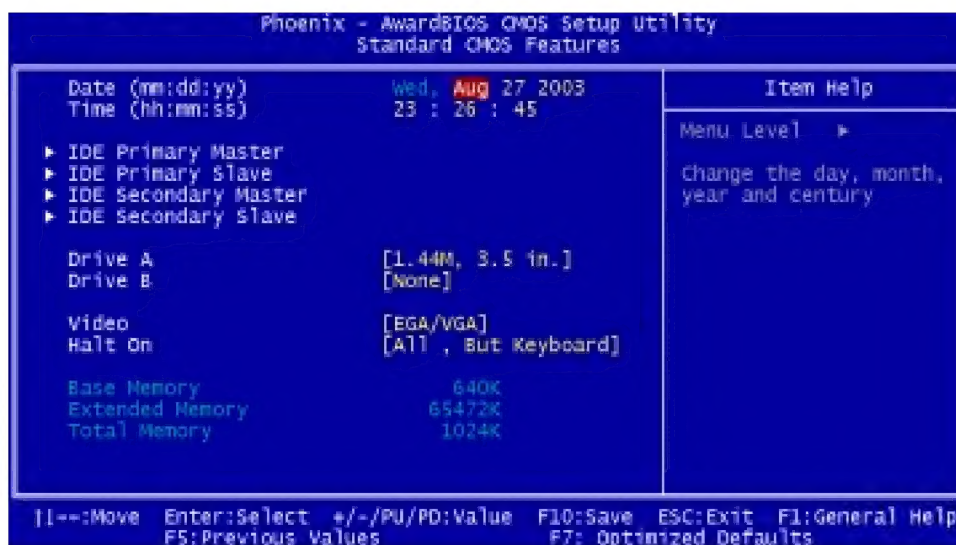 Phoenix - AwardBIOS CMOS Setup Utility
Standard CMOS Features
Date (mm:dd:yy) Wed, Aug 27 2003
Time (hh:mm:ss) 23 : 26 : 45
▶ IDE Primary Master
▶ IDE Primary Slave
▶ IDE Secondary Master
▶ IDE Secondary Slave
Drive A [1.44M, 3.5 in.]
Drive B [None]
Video [EGA/VGA]
Halt On [All , But Keyboard]
Base Memory 640K
Extended Memory 65472K
Total Memory 1024K
Item Help
Menu Level ▶
Change the day, month,
year and century
↑↓→←:Move Enter:Select +/-/PU/PD:Value F10:Save ESC:Exit F1:General Help
F5:Previous Values F7: Optimized Defaults